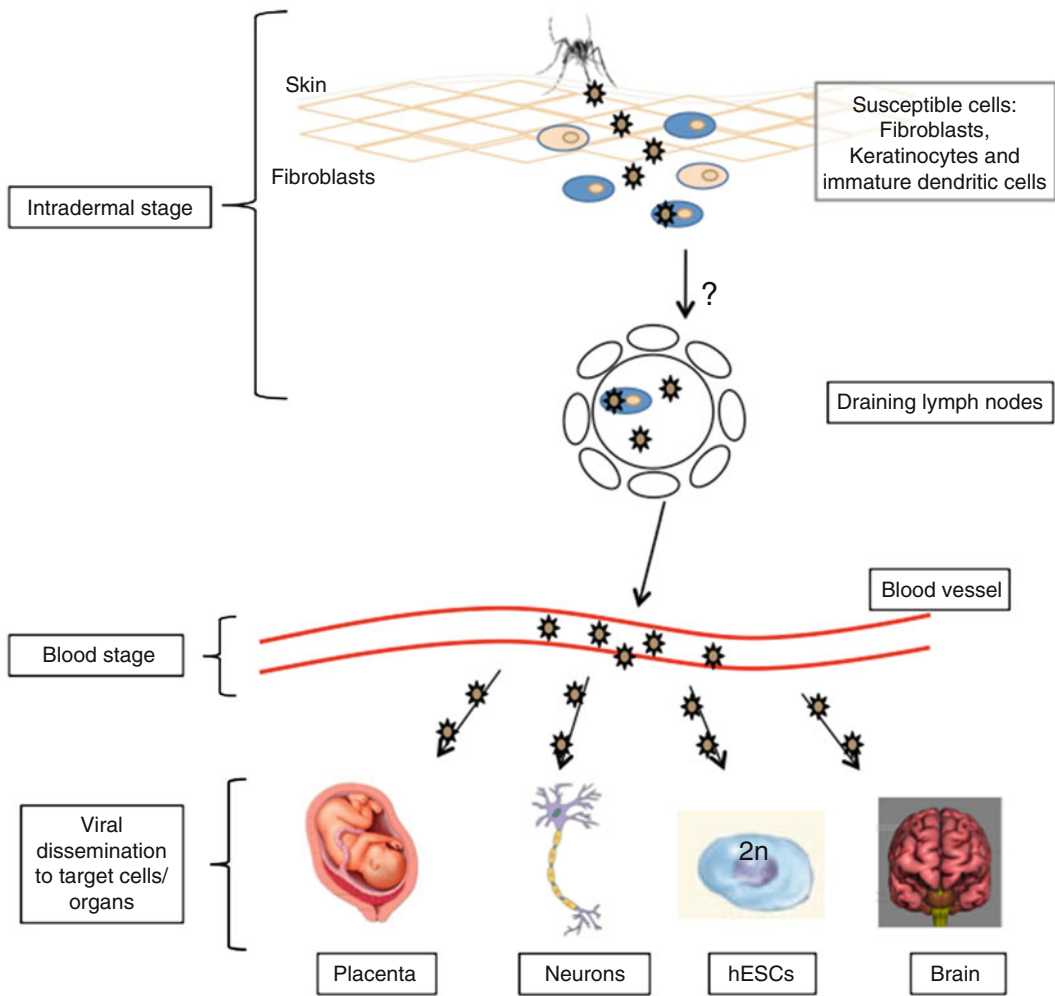 Skin
Fibroblasts
Intradermal stage
Susceptible cells:
Fibroblasts,
Keratinocytes and
immature dendritic cells
?
Draining lymph nodes
Blood vessel
Blood stage
Viral
dissemination
to target cells/
organs
2n
Placenta
Neurons
hESCs
Brain